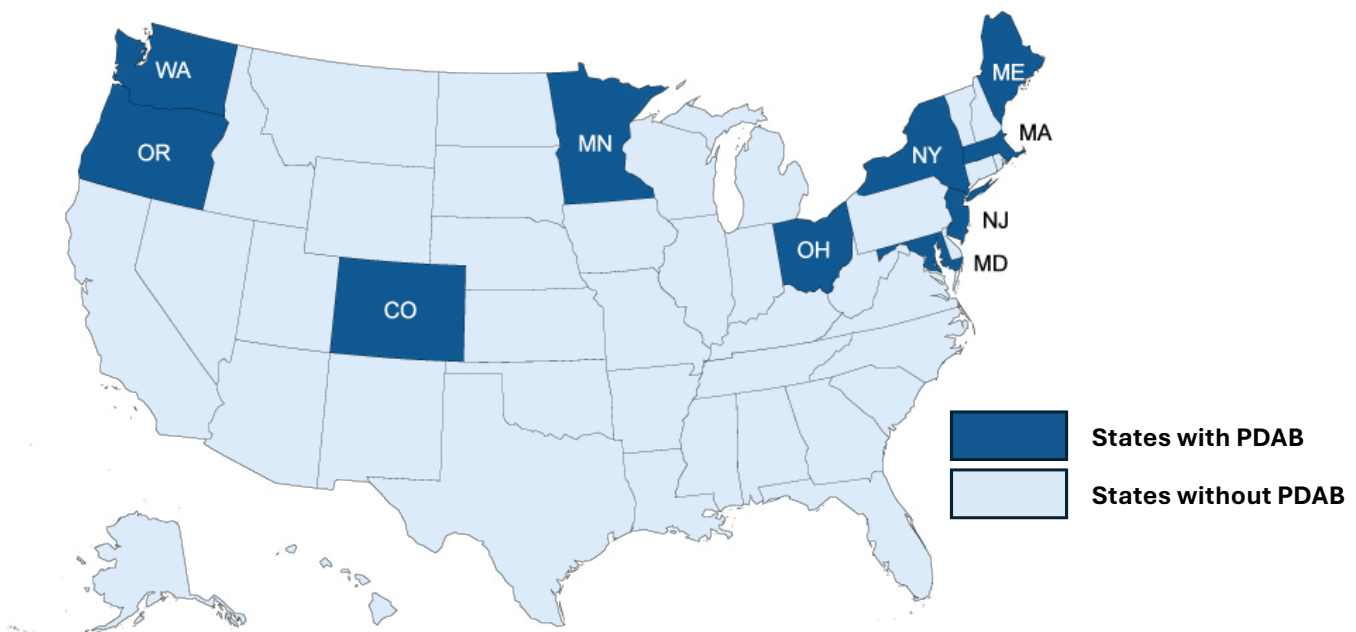 WA
ME
MA
OR
MN
NY
NJ
OH
MD
CO
States with PDAB
States without PDAB